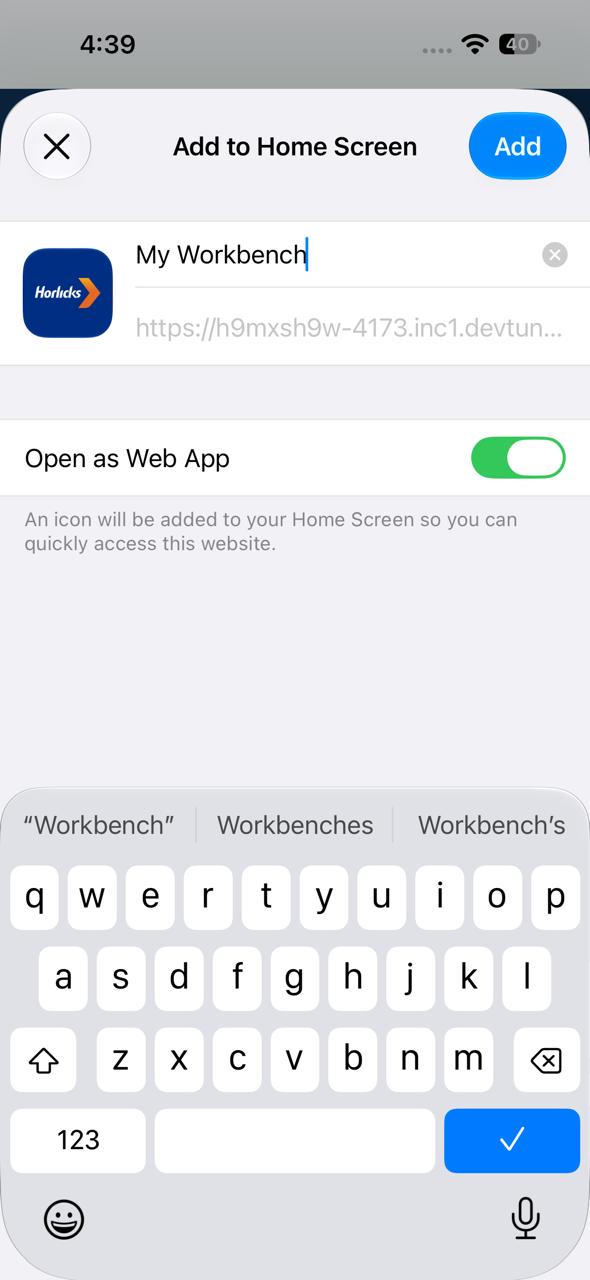 4:39
40
Add to Home Screen
Add
Horlicks
My Workbench
https://h9mxsh9w-4173.inc1.devtun...
Open as Web App
An icon will be added to your Home Screen so you can
quickly access this website.
“Workbench” Workbenches Workbench’s
q w e r t y u i o p
a s d f g h j k l
z x c v b n m
123